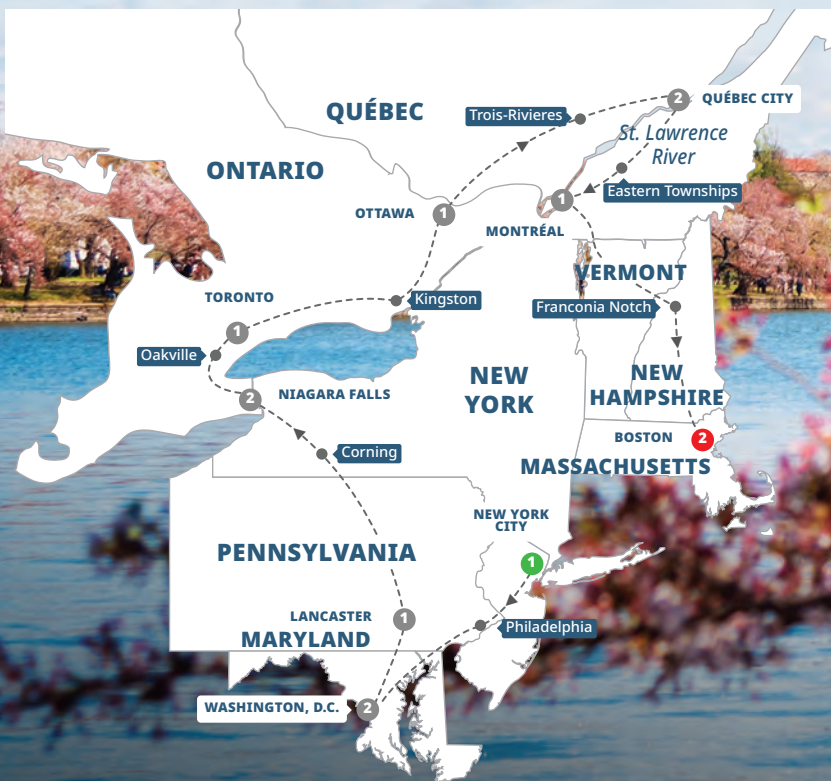 2
QUÉBEC CITY
QUÉBEC
Trois-Rivieres
St. Lawrence
River
ONTARIO
Eastern Townships
1
OTTAWA
1
MONTRÉAL
VERMONT
TORONTO
Kingston
Franconia Notch
1
Oakville
NEW
YORK
NEW
HAMPSHIRE
2
NIAGARA FALLS
BOSTON
2
Corning
MASSACHUSETTS
NEW YORK
CITY
PENNSYLVANIA
1
LANCASTER
1
Philadelphia
MARYLAND
WASHINGTON, D.C.
2